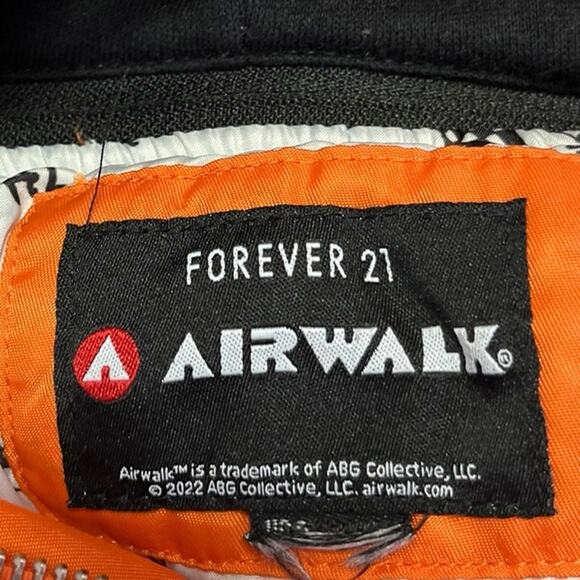 FOREVER 21
A AIRWALK®
Airwalk™ is a trademark of ABG Collective, LLC.
© 2022 ABG Collective, LLC. airwalk.com